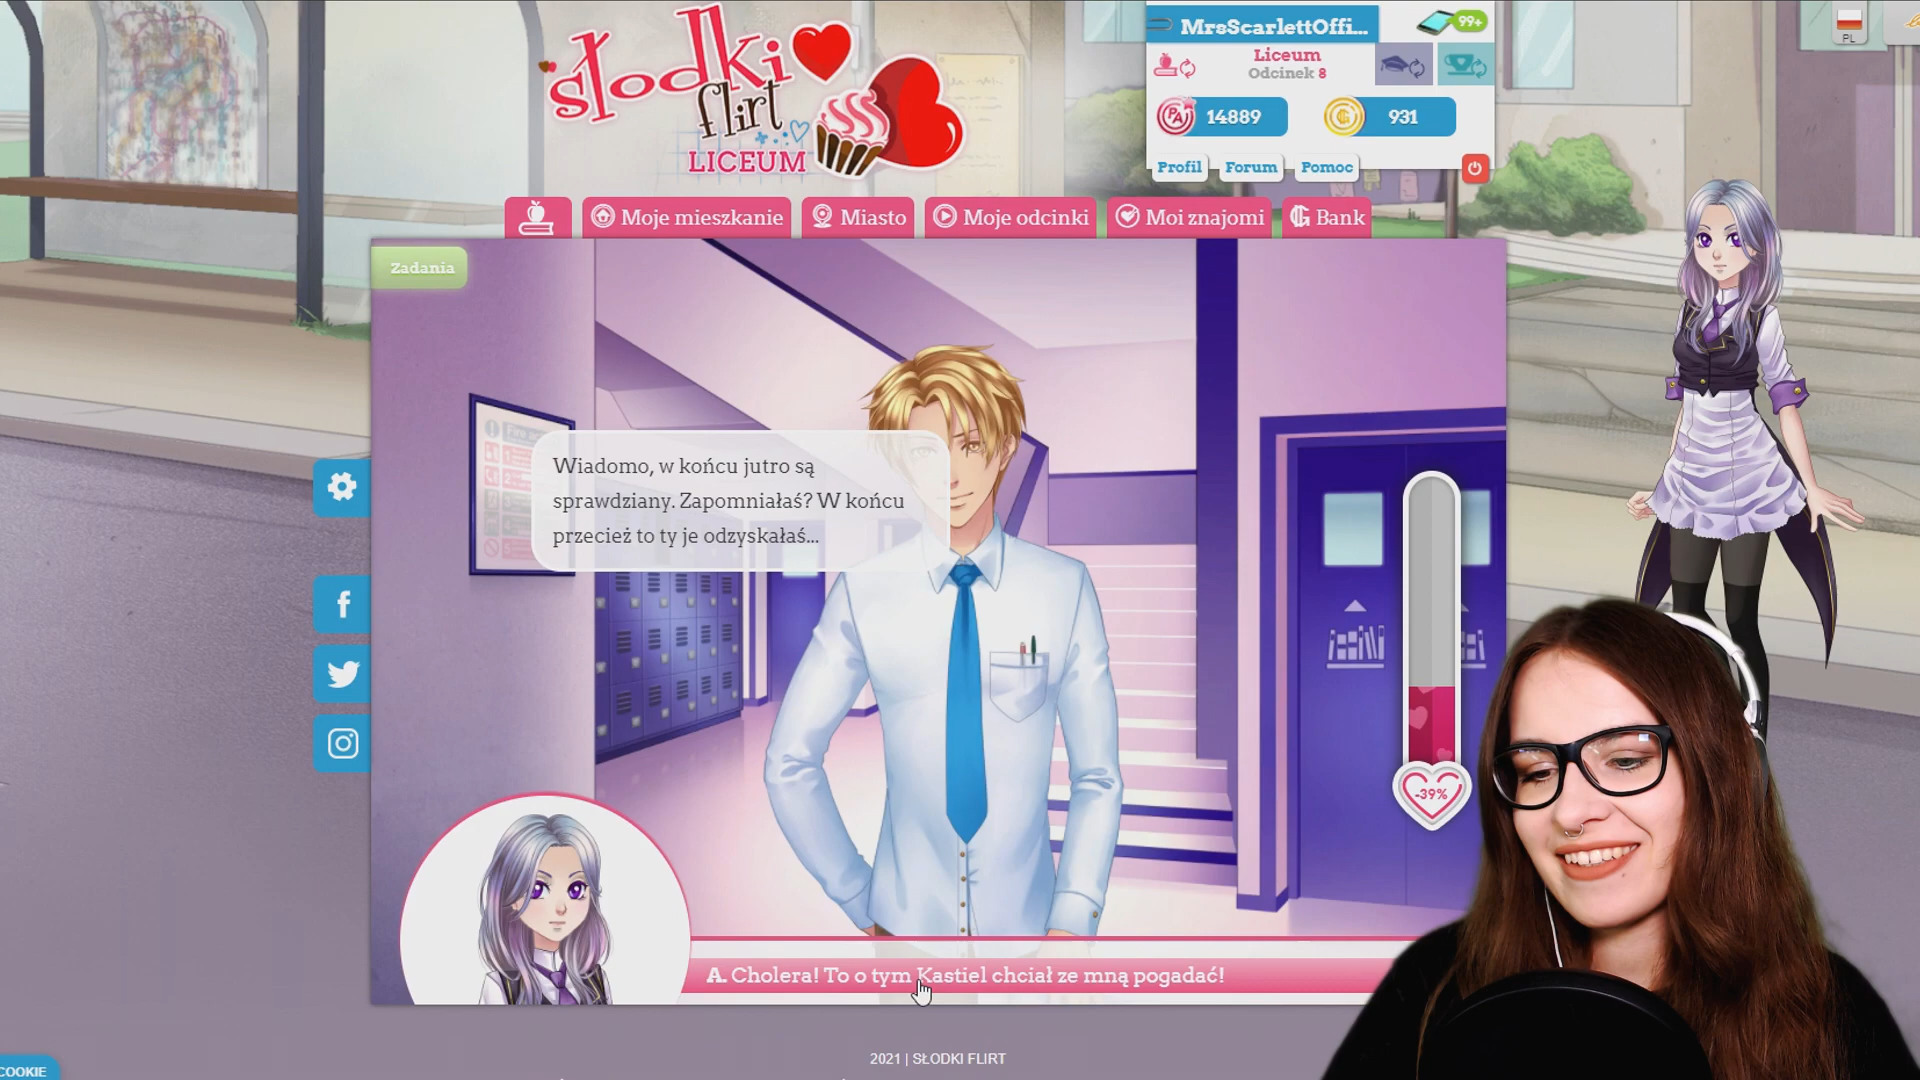 słodki
flirt
LICEUM
MrsScarlettOffi...
99+
PL
Liceum
Odcinek 8
PA
14889
931
Profil
Forum
Pomoc
Moje mieszkanie
Miasto
Moje odcinki
Moi znajomi
Bank
Zadania
Wiadomo, w końcu jutro są
sprawdziany. Zapomniałaś? W końcu
przecież to ty je odzyskałaś...
-39%
A. Cholera! To o tym Kastiel chciał ze mną pogadać!
2021 | SŁODKI FLIRT
COOKIE